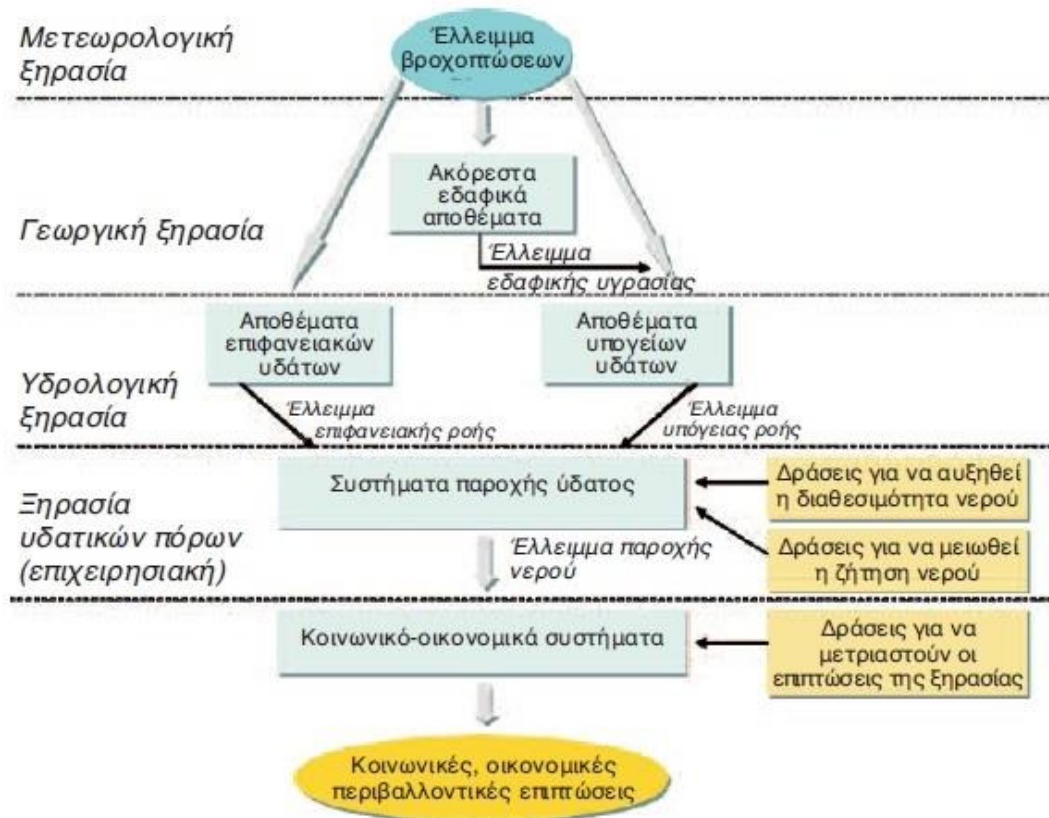 Μετεωρολογική
ξηρασία
Έλλειμμα
βροχοπτώσεων
Ακόρεστα
εδαφικά
αποθέματα
Γεωργική ξηρασία
Έλλειμμα
εδαφικής υγρασίας
Αποθέματα
επιφανειακών
υδάτων
Αποθέματα
υπογείων
υδάτων
Υδρολογική
ξηρασία
Έλλειμμα
επιφανειακής ροής
Έλλειμμα
υπόγειας ροής
Ξηρασία
υδατικών πόρων
(επιχειρησιακή)
Συστήματα παροχής ύδατος
Δράσεις για να αυξηθεί
η διαθεσιμότητα νερού
Έλλειμμα παροχής
νερού
Δράσεις για να μειωθεί
η ζήτηση νερού
Κοινωνικό-οικονομικά συστήματα
Δράσεις για να
μετριαστούν οι
επιπτώσεις της ξηρασίας
Κοινωνικές, οικονομικές
περιβαλλοντικές επιπτώσεις